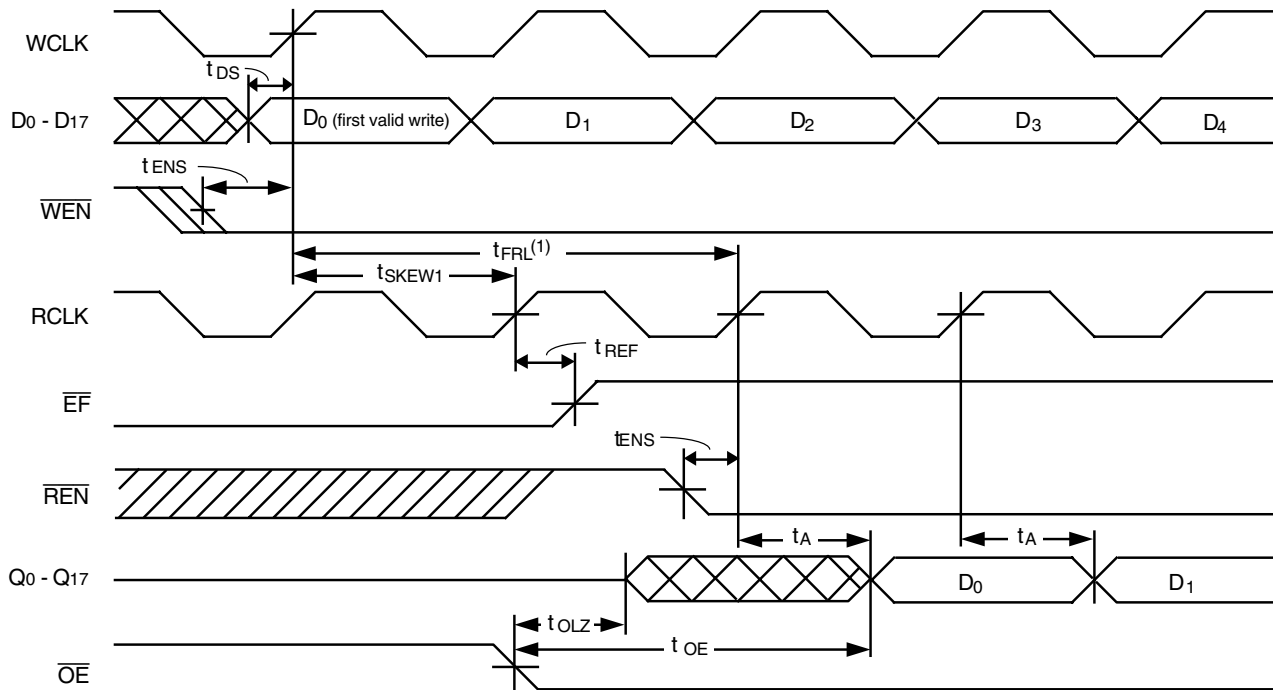 WCLK
tDS
D0 - D17
D0 (first valid write)
D1
D2
D3
D4
tENS
WEN
tFRL(1)
tSKEW1
RCLK
tREF
EF
tENS
REN
tA
tA
Q0 - Q17
D0
D1
tOLZ
tOE
OE